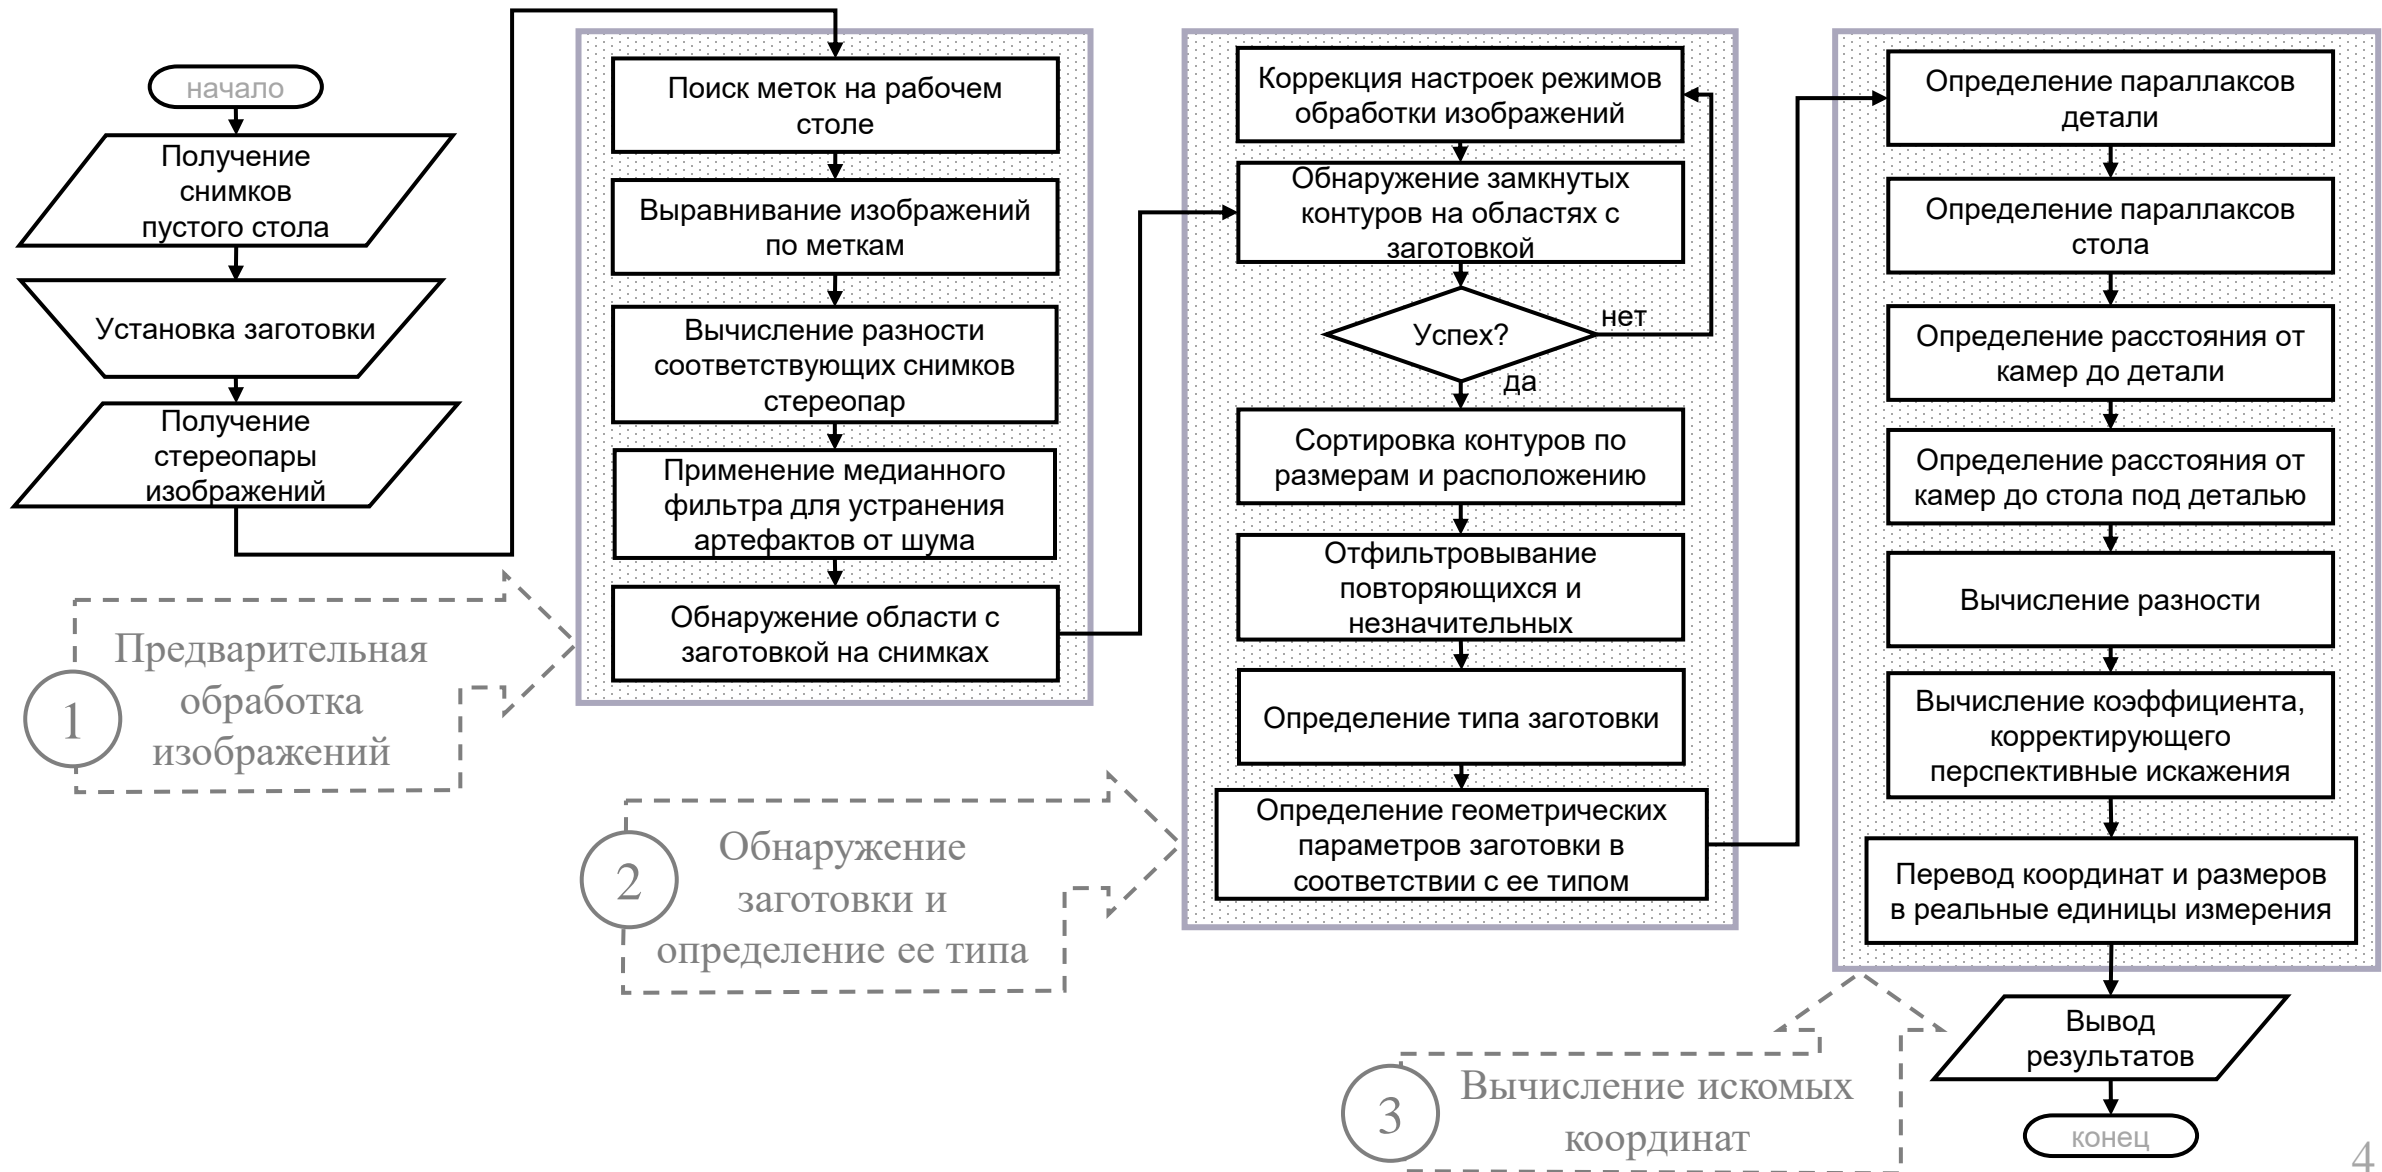 начало
Получение
снимков
пустого стола
Установка заготовки
Получение
стереопары
изображений
1
Предварительная
обработка
изображений
Поиск меток на рабочем
столе
Выравнивание изображений
по меткам
Вычисление разности
соответствующих снимков
стереопар
Применение медианного
фильтра для устранения
артефактов от шума
Обнаружение области с
заготовкой на снимках
2
Обнаружение
заготовки и
определение ее типа
Коррекция настроек режимов
обработки изображений
Обнаружение замкнутых
контуров на областях с
заготовкой
Успех?
нет
да
Сортировка контуров по
размерам и расположению
Отфильтровывание
повторяющихся и
незначительных
Определение типа заготовки
Определение геометрических
параметров заготовки в
соответствии с ее типом
3
Вычисление искомых
координат
Определение параллаксов
детали
Определение параллаксов
стола
Определение расстояния от
камер до детали
Определение расстояния от
камер до стола под деталью
Вычисление разности
Вычисление коэффициента,
корректирующего
перспективные искажения
Перевод координат и размеров
в реальные единицы измерения
Вывод
результатов
конец
4